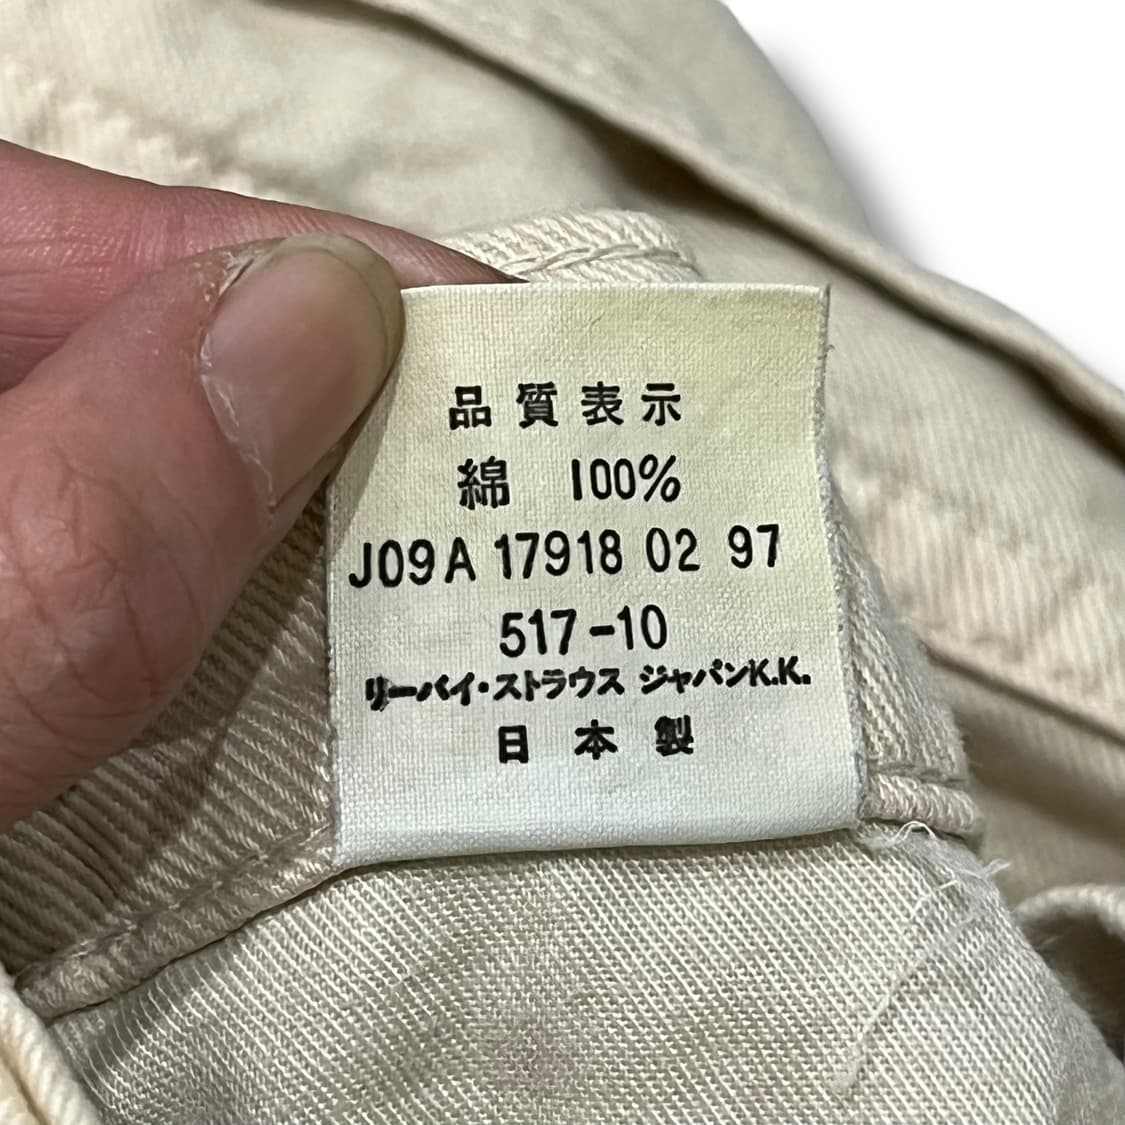 品質表示
綿 100%
J09A 17918 02 97
517-10
リーバイ・ストラウス ジャパンK.K.
日本製